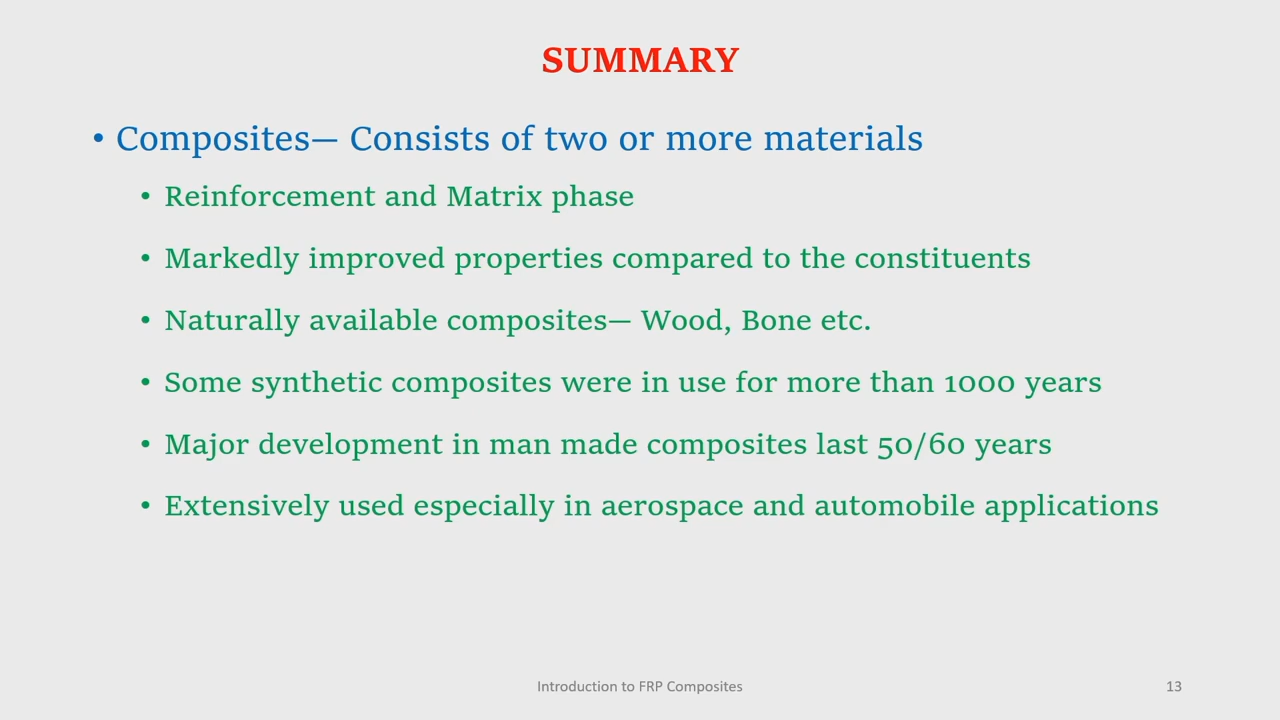 SUMMARY
• Composites— Consists of two or more materials
• Reinforcement and Matrix phase
• Markedly improved properties compared to the constituents
• Naturally available composites— Wood, Bone etc.
• Some synthetic composites were in use for more than 1000 years
• Major development in man made composites last 50/60 years
• Extensively used especially in aerospace and automobile applications
Introduction to FRP Composites
13